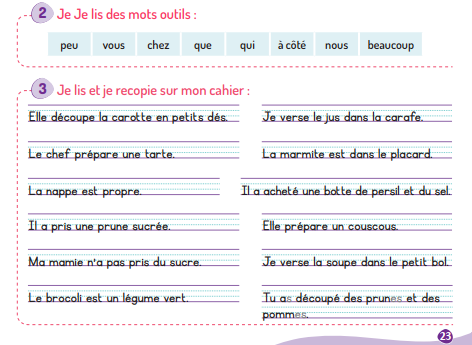 2 Je Je lis des mots outils :
peu vous chez que qui à côté nous beaucoup
3 Je lis et je recopie sur mon cahier :
Elle découpe la carotte en petits dés.
Je verse le jus dans la carafe.
Le chef prépare une tarte.
La marmite est dans le placard.
La nappe est propre.
Il a acheté une botte de persil et du sel.
Il a pris une prune sucrée.
Elle prépare un couscous.
Ma mamie n'a pas pris du sucre.
Je verse la soupe dans le petit bol.
Le brocoli est un légume vert.
Tu as découpé des prunes et des
pommes.
23